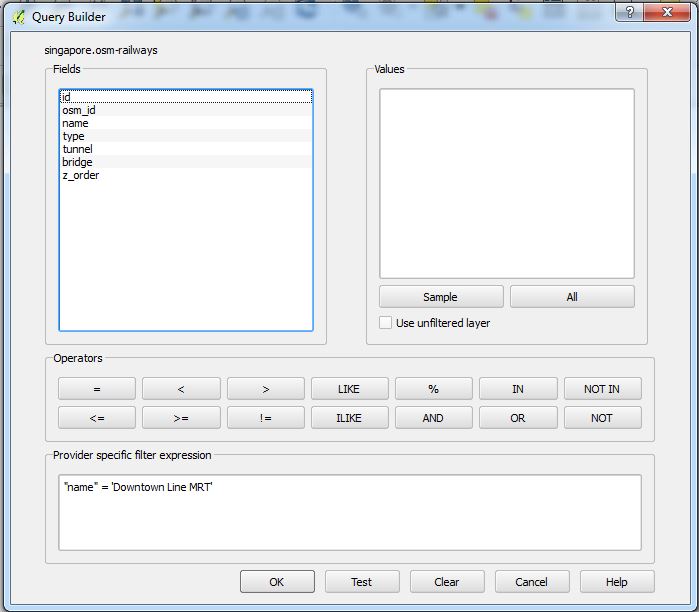 Query Builder
?
singapore.osm-railways
Fields
id
osm_id
name
type
tunnel
bridge
z_order
Values
Sample
All
Use unfiltered layer
Operators
= < > LIKE % IN NOT IN
<= >= != ILIKE AND OR NOT
Provider specific filter expression
"name" = 'Downtown Line MRT'
OK Test Clear Cancel Help